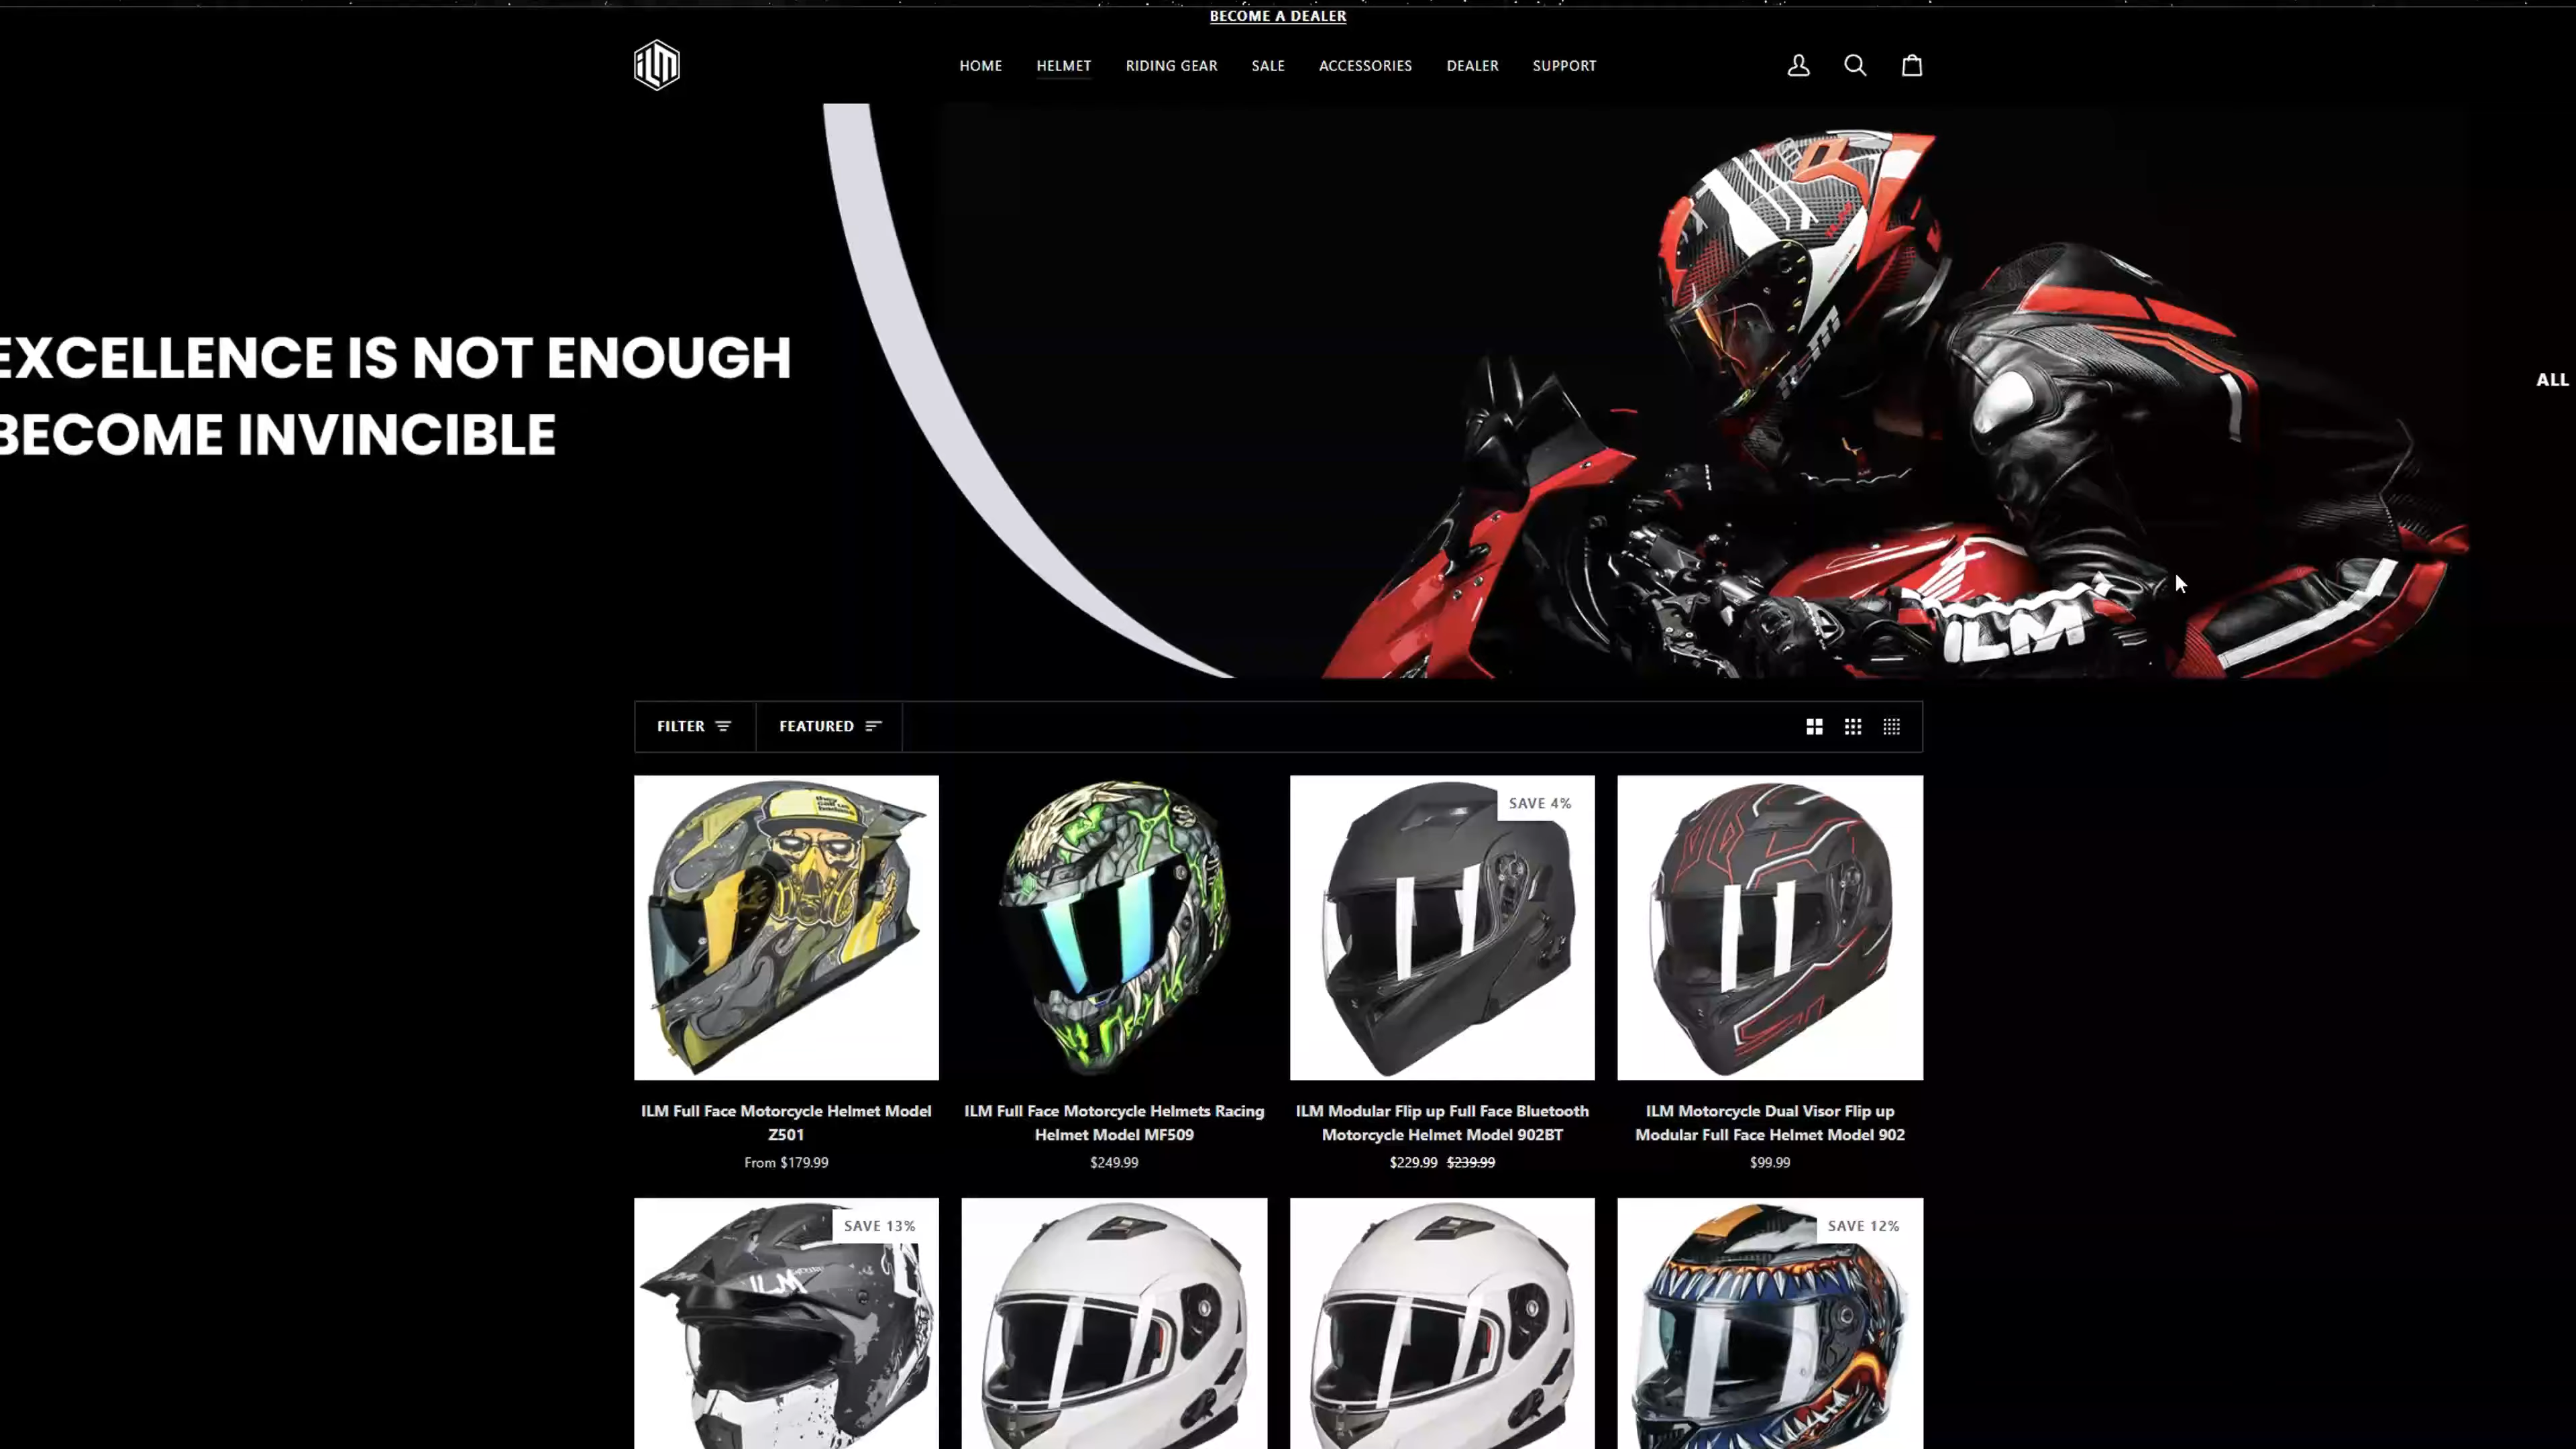 BECOME A DEALER
ILM
HOME HELMET RIDING GEAR SALE ACCESSORIES DEALER SUPPORT
EXCELLENCE IS NOT ENOUGH
BECOME INVINCIBLE
ALL
ILM
FILTER FEATURED
SAVE 4%
ILM Full Face Motorcycle Helmet Model
Z501
From $179.99
ILM Full Face Motorcycle Helmets Racing
Helmet Model MF509
$249.99
ILM Modular Flip up Full Face Bluetooth
Motorcycle Helmet Model 902BT
$229.99 $239.99
ILM Motorcycle Dual Visor Flip up
Modular Full Face Helmet Model 902
$99.99
SAVE 13%
ILM
SAVE 12%